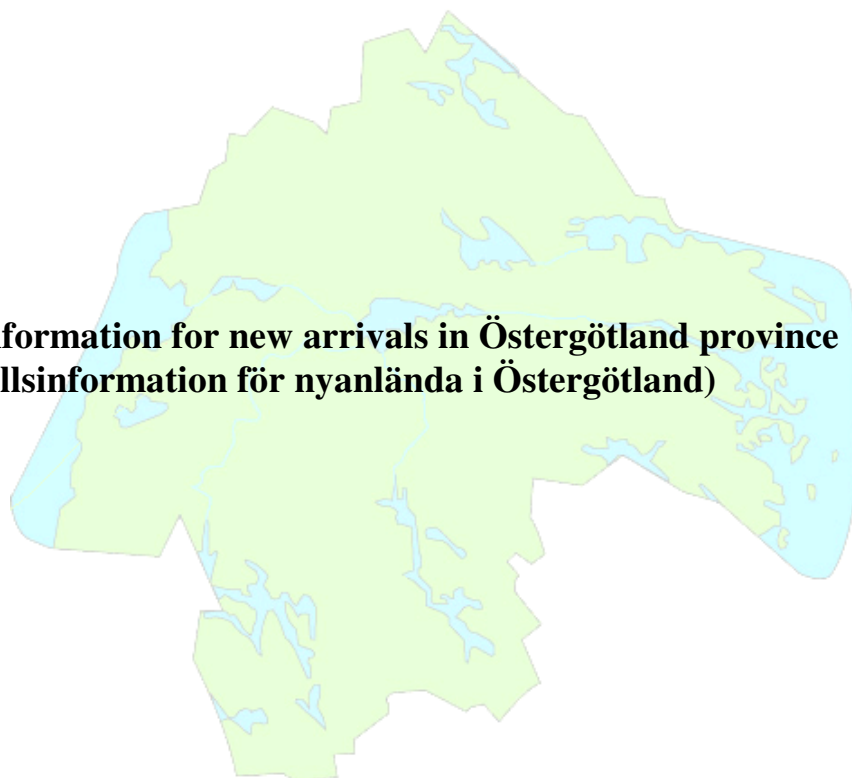 formation for new arrivals in Östergötland province
llsinformation för nyanlända i Östergötland)